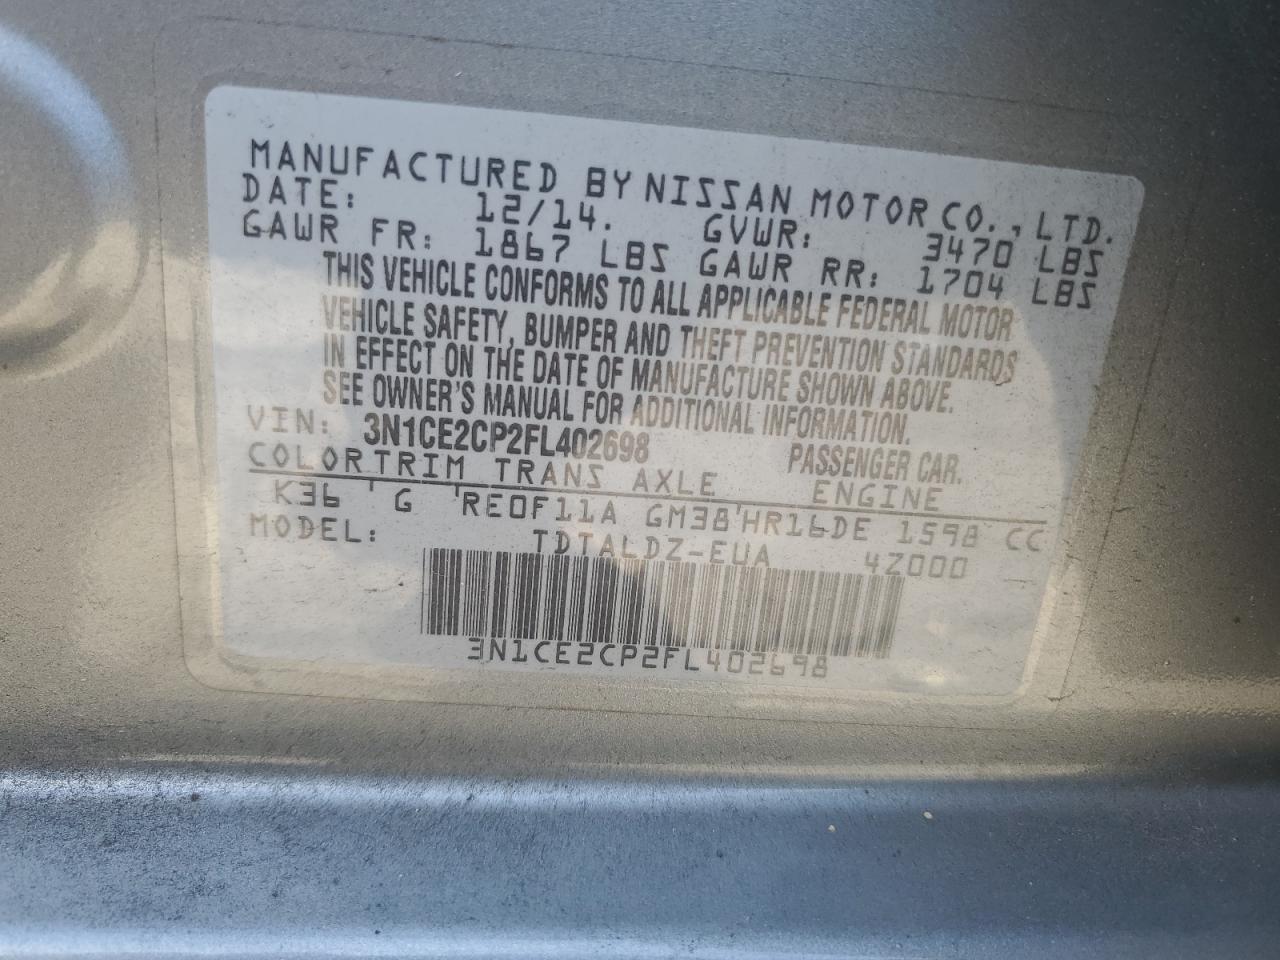 MANUFACTURED BY NISSAN MOTOR CO., LTD.
DATE: 12/14. GVWR: 3470 LBS
GAWR FR: 1867 LBS GAWR RR: 1704 LBS
THIS VEHICLE CONFORMS TO ALL APPLICABLE FEDERAL MOTOR
VEHICLE SAFETY, BUMPER AND THEFT PREVENTION STANDARDS
IN EFFECT ON THE DATE OF MANUFACTURE SHOWN ABOVE.
SEE OWNER'S MANUAL FOR ADDITIONAL INFORMATION.
VIN: 3N1CE2CP2FL402698 PASSENGER CAR.
COLOR TRIM TRANS AXLE ENGINE
K36 ' G ' RE0F11A GM38 ' HR16DE 1598 CC
MODEL: TDTALDZ-EUA 4Z000
3N1CE2CP2FL402698